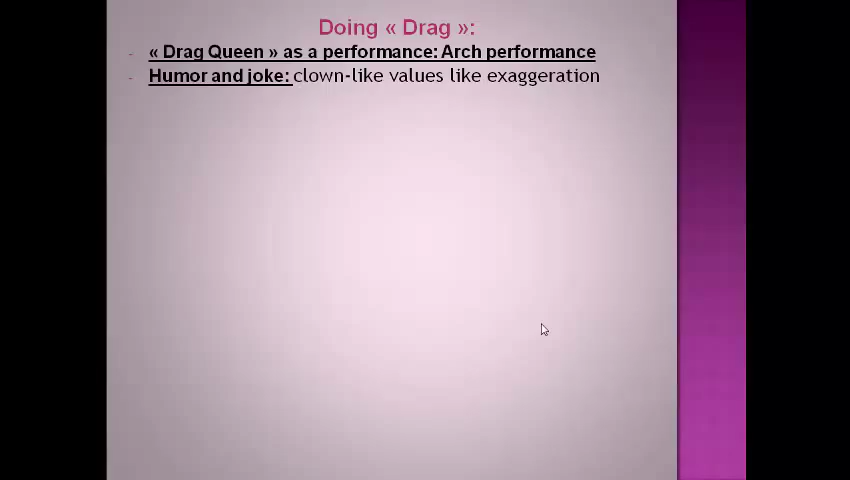 Doing « Drag »:
- « Drag Queen » as a performance: Arch performance
- Humor and joke: clown-like values like exaggeration